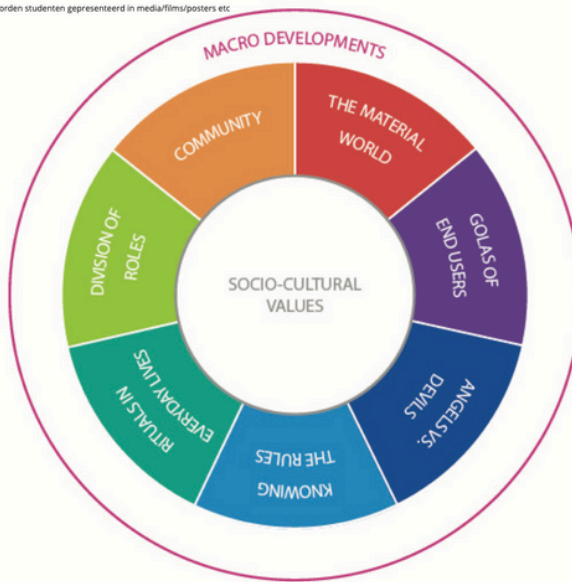 orden studenten gepresenteerd in media/films/posters etc
MACRO DEVELOPMENTS
COMMUNITY
THE MATERIAL
WORLD
GOLAS OF
END USERS
ANGELS VS.
DEVILS
KNOWING
THE RULES
RITUALS IN
EVERYDAY LIVES
DIVISION OF
ROLES
SOCIO-CULTURAL
VALUES